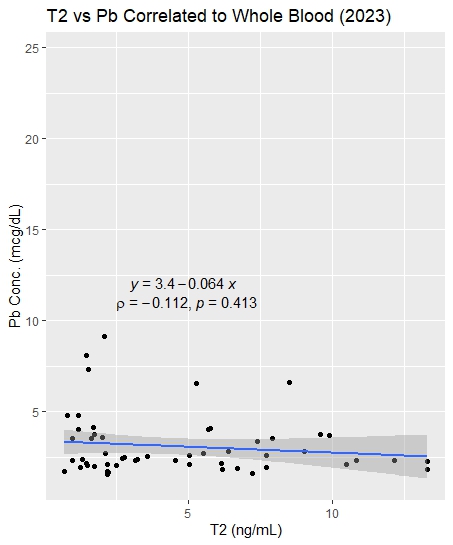 T2 vs Pb Correlated to Whole Blood (2023)
25
20
15
10
5
Pb Conc. (mcg/dL)
y = 3.4 − 0.064 x
ρ = −0.112, p = 0.413
5 10
T2 (ng/mL)